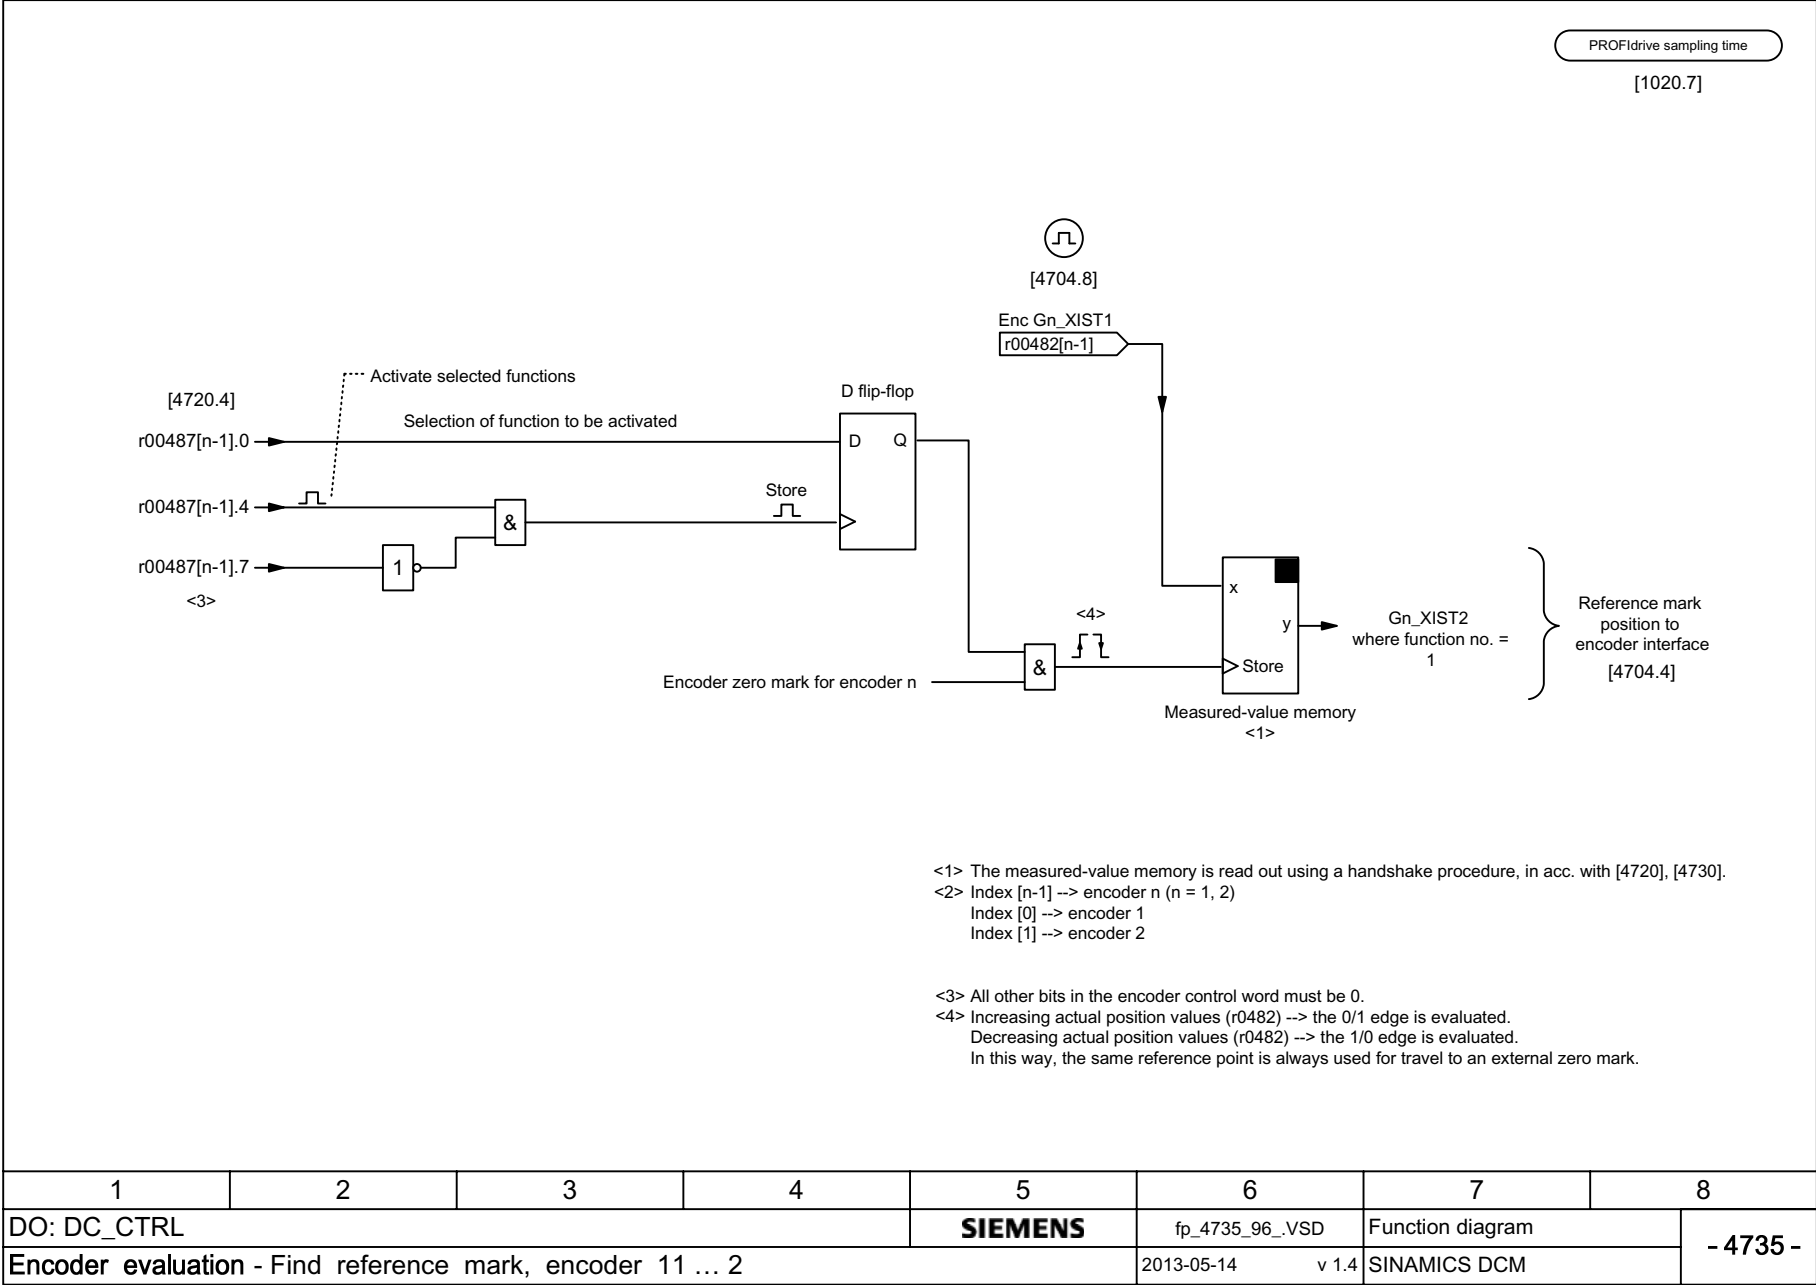 PROFIdrive sampling time
[1020.7]
[4704.8]
Enc Gn_XIST1
r00482[n-1]
Activate selected functions
[4720.4]
D flip-flop
Selection of function to be activated
r00487[n-1].0
D Q
Store
r00487[n-1].4
&
r00487[n-1].7
1
<3>
x
<4>
y
Gn_XIST2
where function no. =
1
Reference mark
position to
encoder interface
[4704.4]
&
Store
Encoder zero mark for encoder n
Measured-value memory
<1>
<1> The measured-value memory is read out using a handshake procedure, in acc. with [4720], [4730].
<2> Index [n-1] --> encoder n (n = 1, 2)
Index [0] --> encoder 1
Index [1] --> encoder 2
<3> All other bits in the encoder control word must be 0.
<4> Increasing actual position values (r0482) --> the 0/1 edge is evaluated.
Decreasing actual position values (r0482) --> the 1/0 edge is evaluated.
In this way, the same reference point is always used for travel to an external zero mark.
1 2 3 4 5 6 7 8
DO: DC_CTRL
SIEMENS
fp_4735_96_.VSD
Function diagram
- 4735 -
Encoder evaluation - Find reference mark, encoder 11 … 2
2013-05-14 v 1.4
SINAMICS DCM